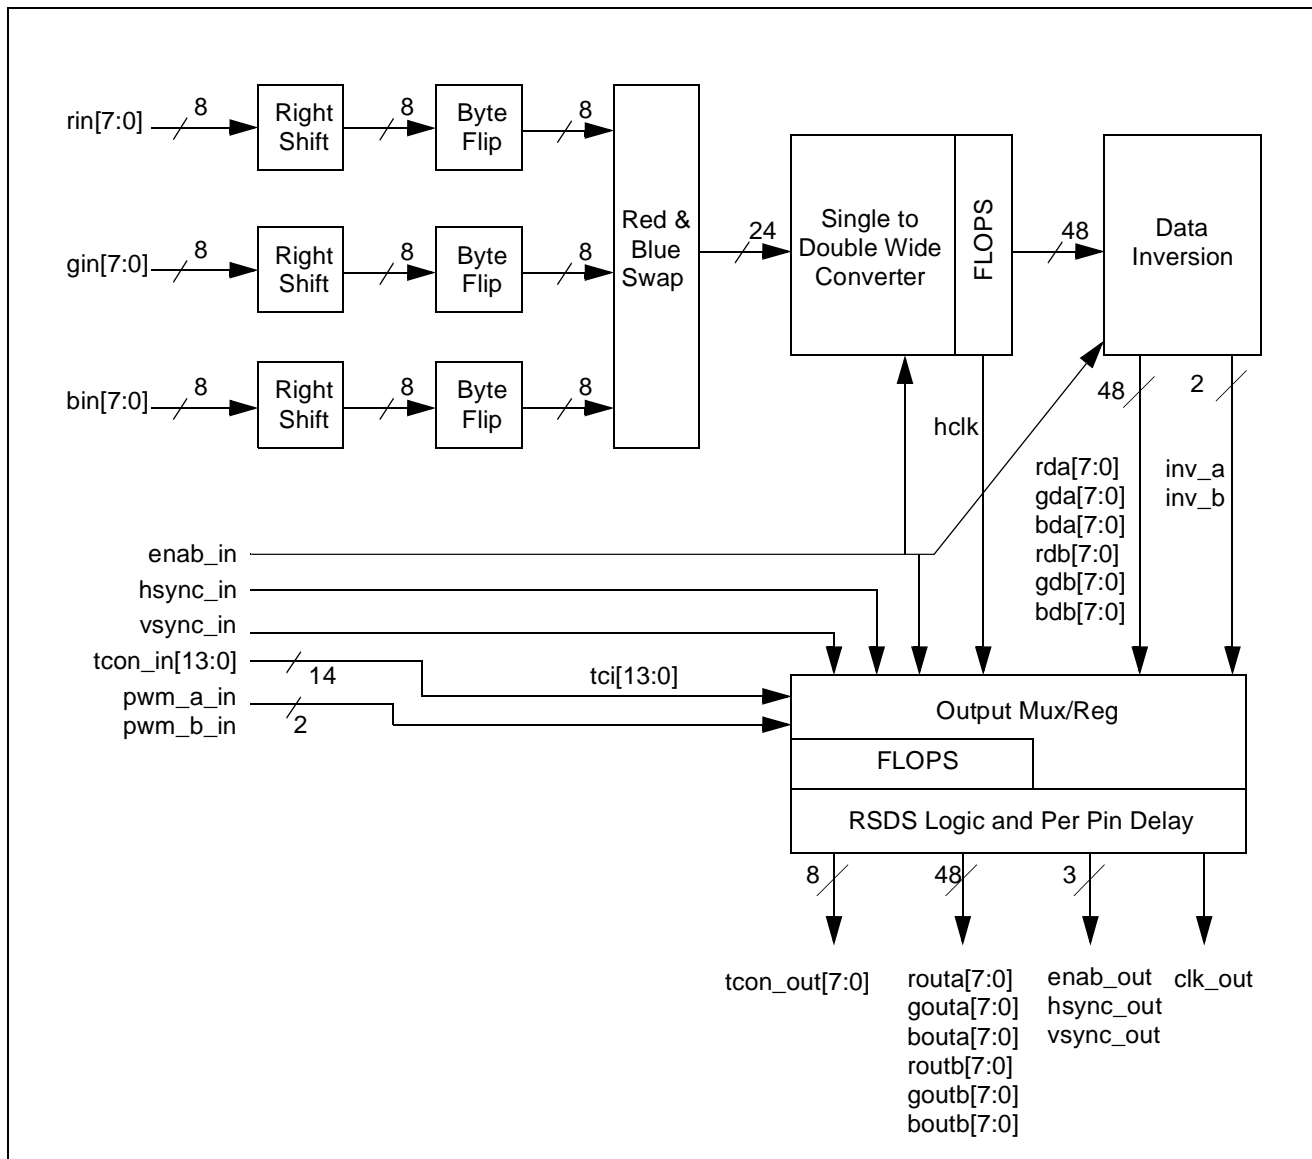 rin[7:0]
8
Right
Shift
8
Byte
Flip
8
gin[7:0]
8
Right
Shift
8
Byte
Flip
8
bin[7:0]
8
Right
Shift
8
Byte
Flip
8
Red &
Blue
Swap
24
Single to
Double Wide
Converter
FLOPS
48
Data
Inversion
hclk
48
2
rda[7:0]
gda[7:0]
bda[7:0]
rdb[7:0]
gdb[7:0]
bdb[7:0]
inv_a
inv_b
enab_in
hsync_in
vsync_in
tcon_in[13:0]
14
tci[13:0]
pwm_a_in
pwm_b_in
2
Output Mux/Reg
FLOPS
RSDS Logic and Per Pin Delay
8
48
3
tcon_out[7:0]
routa[7:0]
gouta[7:0]
bouta[7:0]
routb[7:0]
goutb[7:0]
boutb[7:0]
enab_out
hsync_out
vsync_out
clk_out